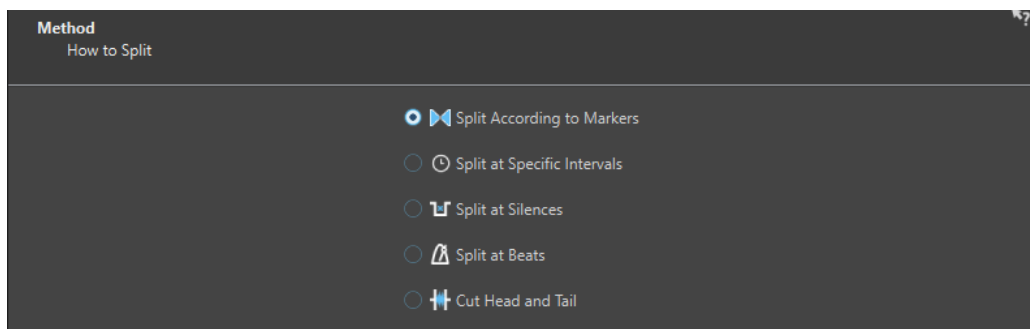 Method
How to Split
Split According to Markers
Split at Specific Intervals
Split at Silences
Split at Beats
Cut Head and Tail